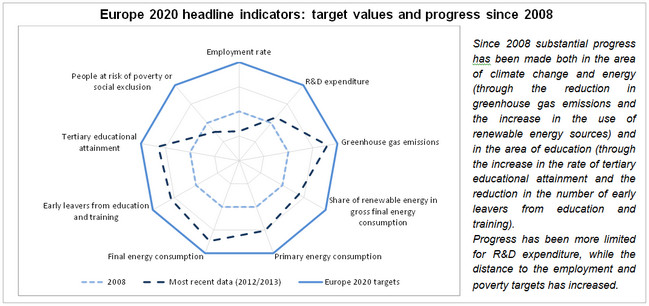 Europe 2020 headline indicators: target values and progress since 2008
Employment rate
R&D expenditure
Greenhouse gas emissions
Share of renewable energy in
gross final energy
consumption
Primary energy consumption
Final energy consumption
Early leavers from education
and training
Tertiary educational
attainment
People at risk of poverty or
social exclusion
2008
Most recent data (2012/2013)
Europe 2020 targets
Since 2008 substantial progress
has been made both in the area
of climate change and energy
(through the reduction in
greenhouse gas emissions and
the increase in the use of
renewable energy sources) and
in the area of education (through
the increase in the rate of tertiary
educational attainment and the
reduction in the number of early
leavers from education and
training).
Progress has been more limited
for R&D expenditure, while the
distance to the employment and
poverty targets has increased.